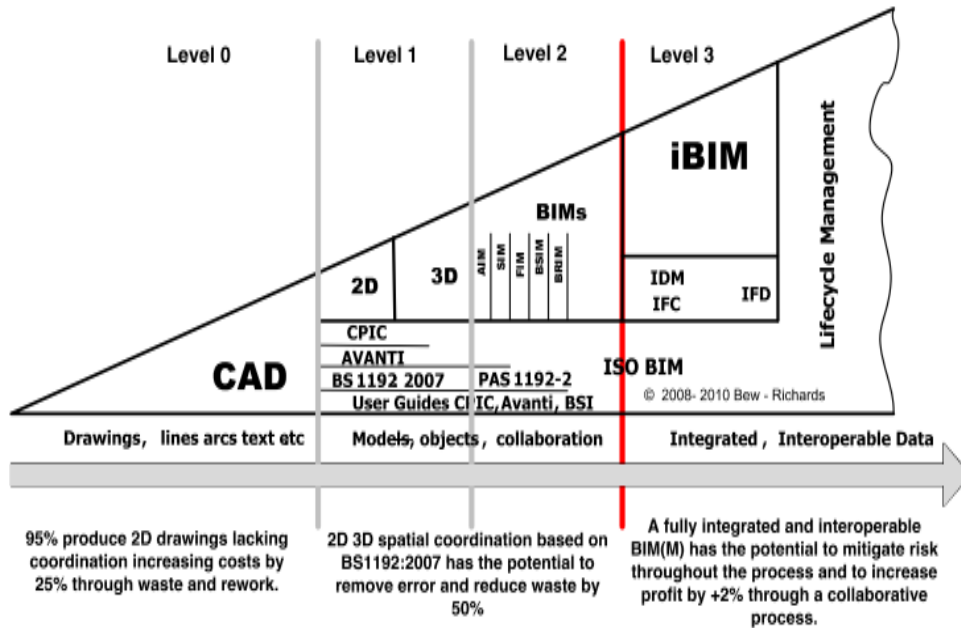 Level 0
Level 1
Level 2
Level 3
iBIM
BIMs
2D
3D
AIM
SIM
FIM
BSIM
BRIM
IDM
IFC
IFD
Lifecycle Management
CPIC
AVANTI
CAD
BS 1192 2007
PAS 1192-2
ISO BIM
User Guides CPIC, Avanti, BSI
© 2008- 2010 Bew - Richards
Drawings, lines arcs text etc
Models, objects, collaboration
Integrated, Interoperable Data
95% produce 2D drawings lacking
coordination increasing costs by
25% through waste and rework.
2D 3D spatial coordination based on
BS1192:2007 has the potential to
remove error and reduce waste by
50%
A fully integrated and interoperable
BIM(M) has the potential to mitigate risk
throughout the process and to increase
profit by +2% through a collaborative
process.